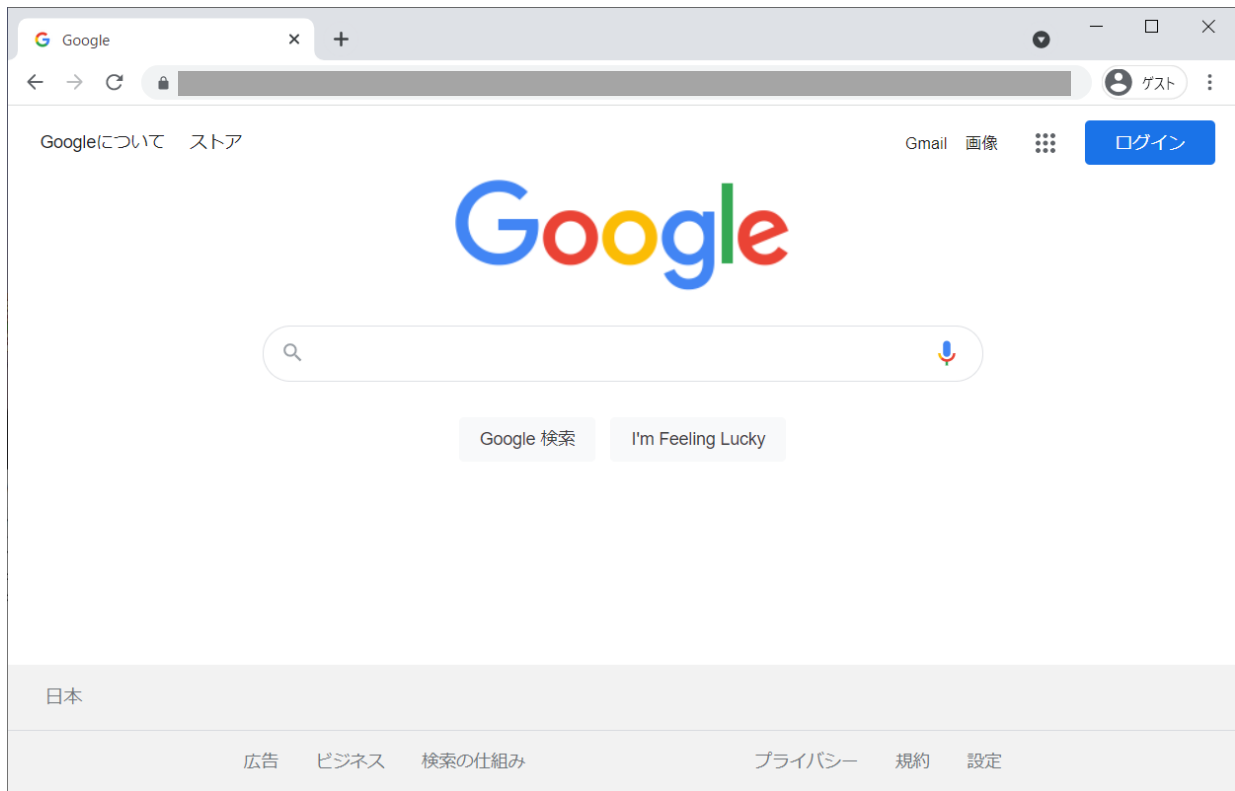 Google
ゲスト
Googleについて ストア Gmail 画像 ログイン
Google
Google 検索 I'm Feeling Lucky
日本
広告 ビジネス 検索の仕組み プライバシー 規約 設定